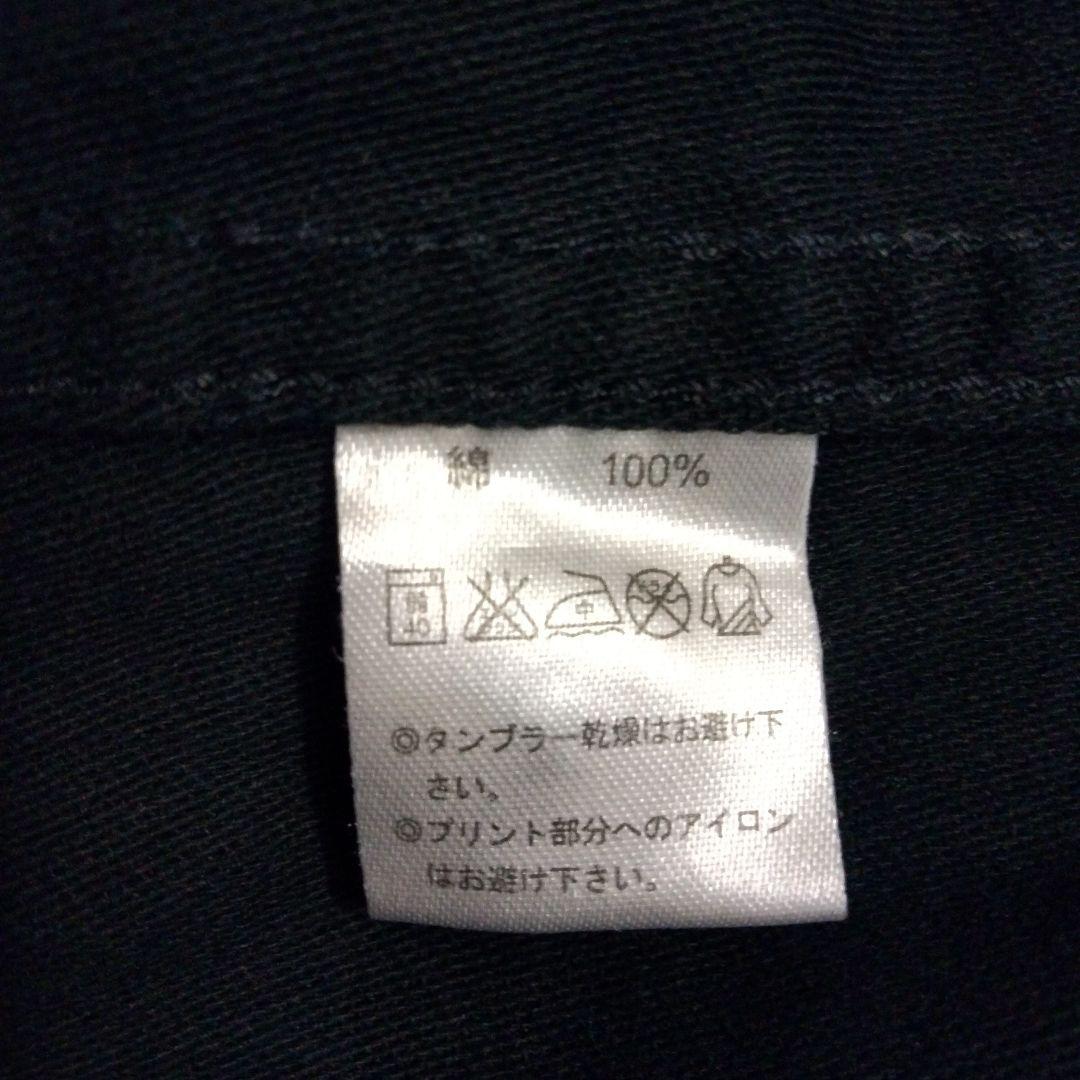 綿 100%
弱
40
中
◎タンブラー乾燥はお避け下
さい。
◎プリント部分へのアイロン
はお避け下さい。